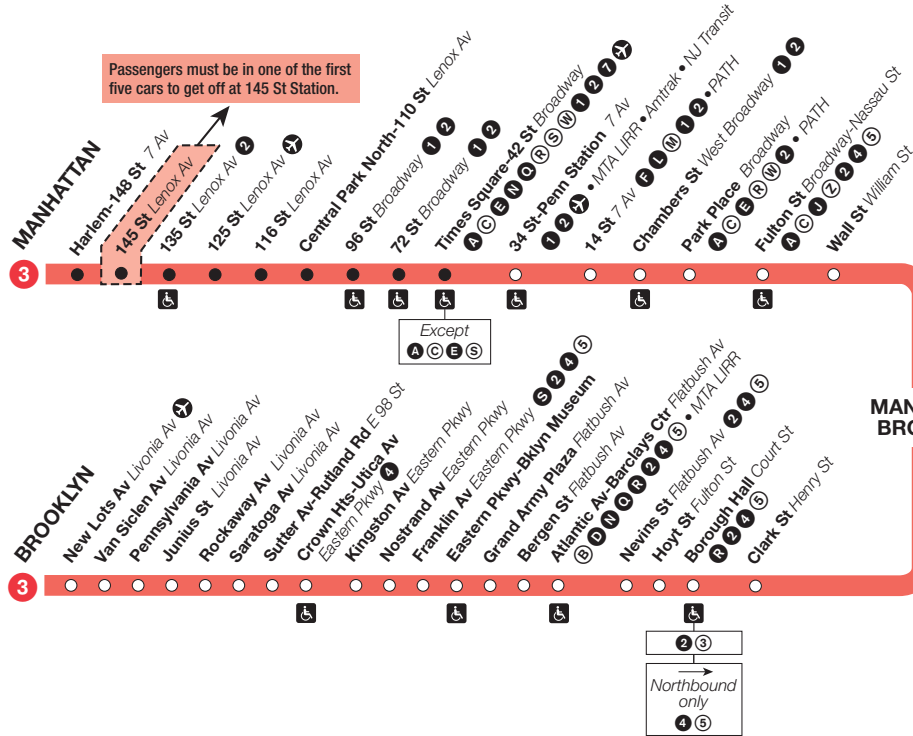 Passengers must be in one of the first
five cars to get off at 145 St Station.
MANHATTAN
3
Harlem-148 St 7 Av
145 St Lenox Av
135 St Lenox Av 2
125 St Lenox Av
116 St Lenox Av
Central Park North-110 St Lenox Av
96 St Broadway 1 2
72 St Broadway 1 2
Times Square-42 St Broadway
A C E N Q R S W 1 2 7
34 St-Penn Station 7 Av
1 2 • MTA LIRR • Amtrak • NJ Transit
14 St 7 Av F L M 1 2 • PATH
Chambers St West Broadway 1 2
Park Place Broadway
A C E R W 2 • PATH
Fulton St Broadway-Nassau St
A C J Z 2 4 5
Wall St William St
Except
A C E S
MAN
BRO
BROOKLYN
3
New Lots Av Livonia Av
Van Siclen Av Livonia Av
Pennsylvania Av Livonia Av
Junius St Livonia Av
Rockaway Av Livonia Av
Saratoga Av Livonia Av
Sutter Av-Rutland Rd E 98 St
Crown Hts-Utica Av
Eastern Pkwy 4
Kingston Av Eastern Pkwy
Nostrand Av Eastern Pkwy
Franklin Av Eastern Pkwy S 2 4 5
Eastern Pkwy-Bklyn Museum
Grand Army Plaza Flatbush Av
Bergen St Flatbush Av
Atlantic Av-Barclays Ctr Flatbush Av
B D N Q R 2 4 5 • MTA LIRR
Nevins St Flatbush Av 2 4 5
Hoyt St Fulton St
Borough Hall Court St
R 2 4 5
Clark St Henry St
2 3
Northbound
only
4 5